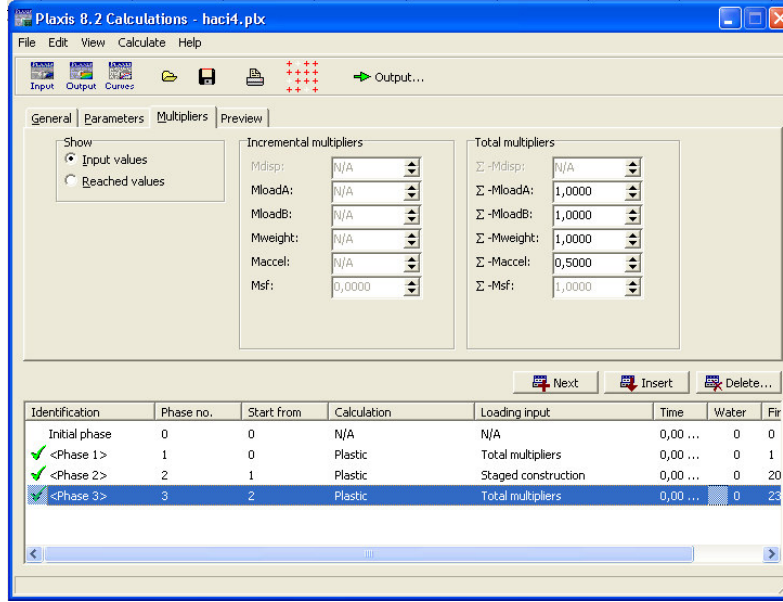 Plaxis 8.2 Calculations - haci4.plx
File Edit View Calculate Help
Input Output Curves Output...
General Parameters Multipliers Preview
Show
Input values
Reached values
Incremental multipliers
Mdisp: N/A
MloadA: N/A
MloadB: N/A
Mweight: N/A
Maccel: N/A
Msf: 0,0000
Total multipliers
Σ -Mdisp: N/A
Σ -MloadA: 1,0000
Σ -MloadB: 1,0000
Σ -Mweight: 1,0000
Σ -Maccel: 0,5000
Σ -Msf: 1,0000
Next Insert Delete...
Identification Phase no. Start from Calculation Loading input Time Water Fir
Initial phase 0 0 N/A N/A 0,00 ... 0 0
<Phase 1> 1 0 Plastic Total multipliers 0,00 ... 0 1
<Phase 2> 2 1 Plastic Staged construction 0,00 ... 0 20
<Phase 3> 3 2 Plastic Total multipliers 0,00 ... 0 23